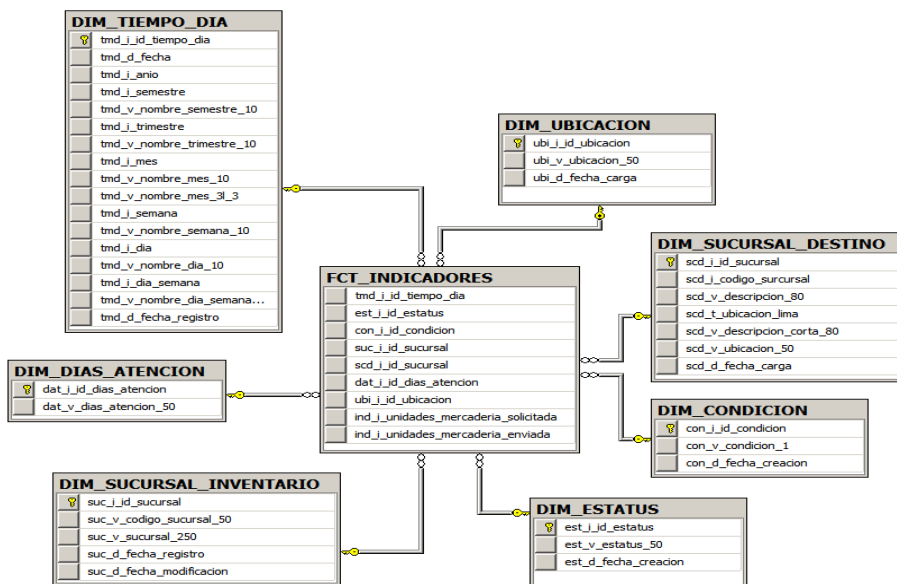 DIM_TIEMPO_DIA
tmd_i_id_tiempo_dia
tmd_d_fecha
tmd_i_anio
tmd_i_semestre
tmd_v_nombre_semestre_10
tmd_i_trimestre
tmd_v_nombre_trimestre_10
tmd_i_mes
tmd_v_nombre_mes_10
tmd_v_nombre_mes_3l_3
tmd_i_semana
tmd_v_nombre_semana_10
tmd_i_dia
tmd_v_nombre_dia_10
tmd_i_dia_semana
tmd_v_nombre_dia_semana...
tmd_d_fecha_registro
DIM_UBICACION
ubi_i_id_ubicacion
ubi_v_ubicacion_50
ubi_d_fecha_carga
DIM_SUCURSAL_DESTINO
scd_i_id_sucursal
scd_i_codigo_surcursal
scd_v_descripcion_80
scd_t_ubicacion_lima
scd_v_descripcion_corta_80
scd_v_ubicacion_50
scd_d_fecha_carga
FCT_INDICADORES
tmd_i_id_tiempo_dia
est_i_id_estatus
con_i_id_condicion
suc_i_id_sucursal
scd_i_id_sucursal
dat_i_id_dias_atencion
ubi_i_id_ubicacion
ind_i_unidades_mercaderia_solicitada
ind_i_unidades_mercaderia_enviada
DIM_DIAS_ATENCION
dat_i_id_dias_atencion
dat_v_dias_atencion_50
DIM_CONDICION
con_i_id_condicion
con_v_condicion_1
con_d_fecha_creacion
DIM_SUCURSAL_INVENTARIO
suc_i_id_sucursal
suc_v_codigo_sucursal_50
suc_v_sucursal_250
suc_d_fecha_registro
suc_d_fecha_modificacion
DIM_ESTATUS
est_i_id_estatus
est_v_estatus_50
est_d_fecha_creacion